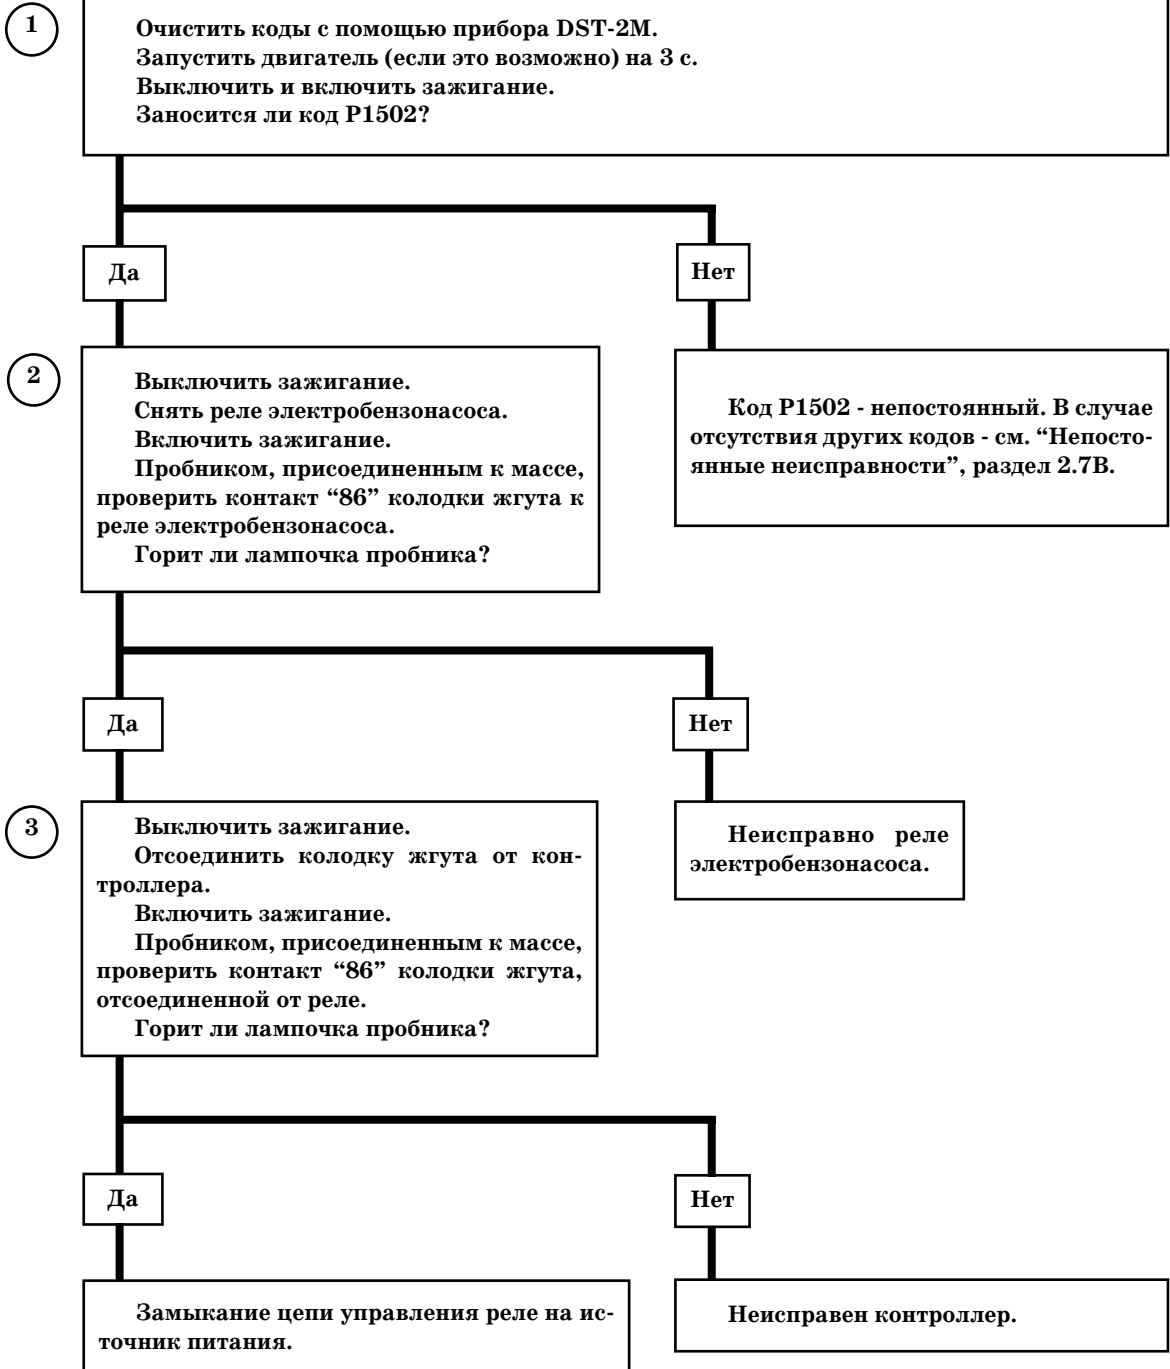 1
Очистить коды с помощью прибора DST-2M.
Запустить двигатель (если это возможно) на 3 с.
Выключить и включить зажигание.
Заносится ли код Р1502?
Да
Нет
2
Выключить зажигание.
Снять реле электробензонасоса.
Включить зажигание.
Пробником, присоединенным к массе,
проверить контакт “86” колодки жгута к
реле электробензонасоса.
Горит ли лампочка пробника?
Код Р1502 - непостоянный. В случае
отсутствия других кодов - см. “Непосто-
янные неисправности”, раздел 2.7В.
Да
Нет
3
Выключить зажигание.
Отсоединить колодку жгута от кон-
троллера.
Включить зажигание.
Пробником, присоединенным к массе,
проверить контакт “86” колодки жгута,
отсоединенной от реле.
Горит ли лампочка пробника?
Неисправно реле
электробензонасоса.
Да
Нет
Замыкание цепи управления реле на ис-
точник питания.
Неисправен контроллер.